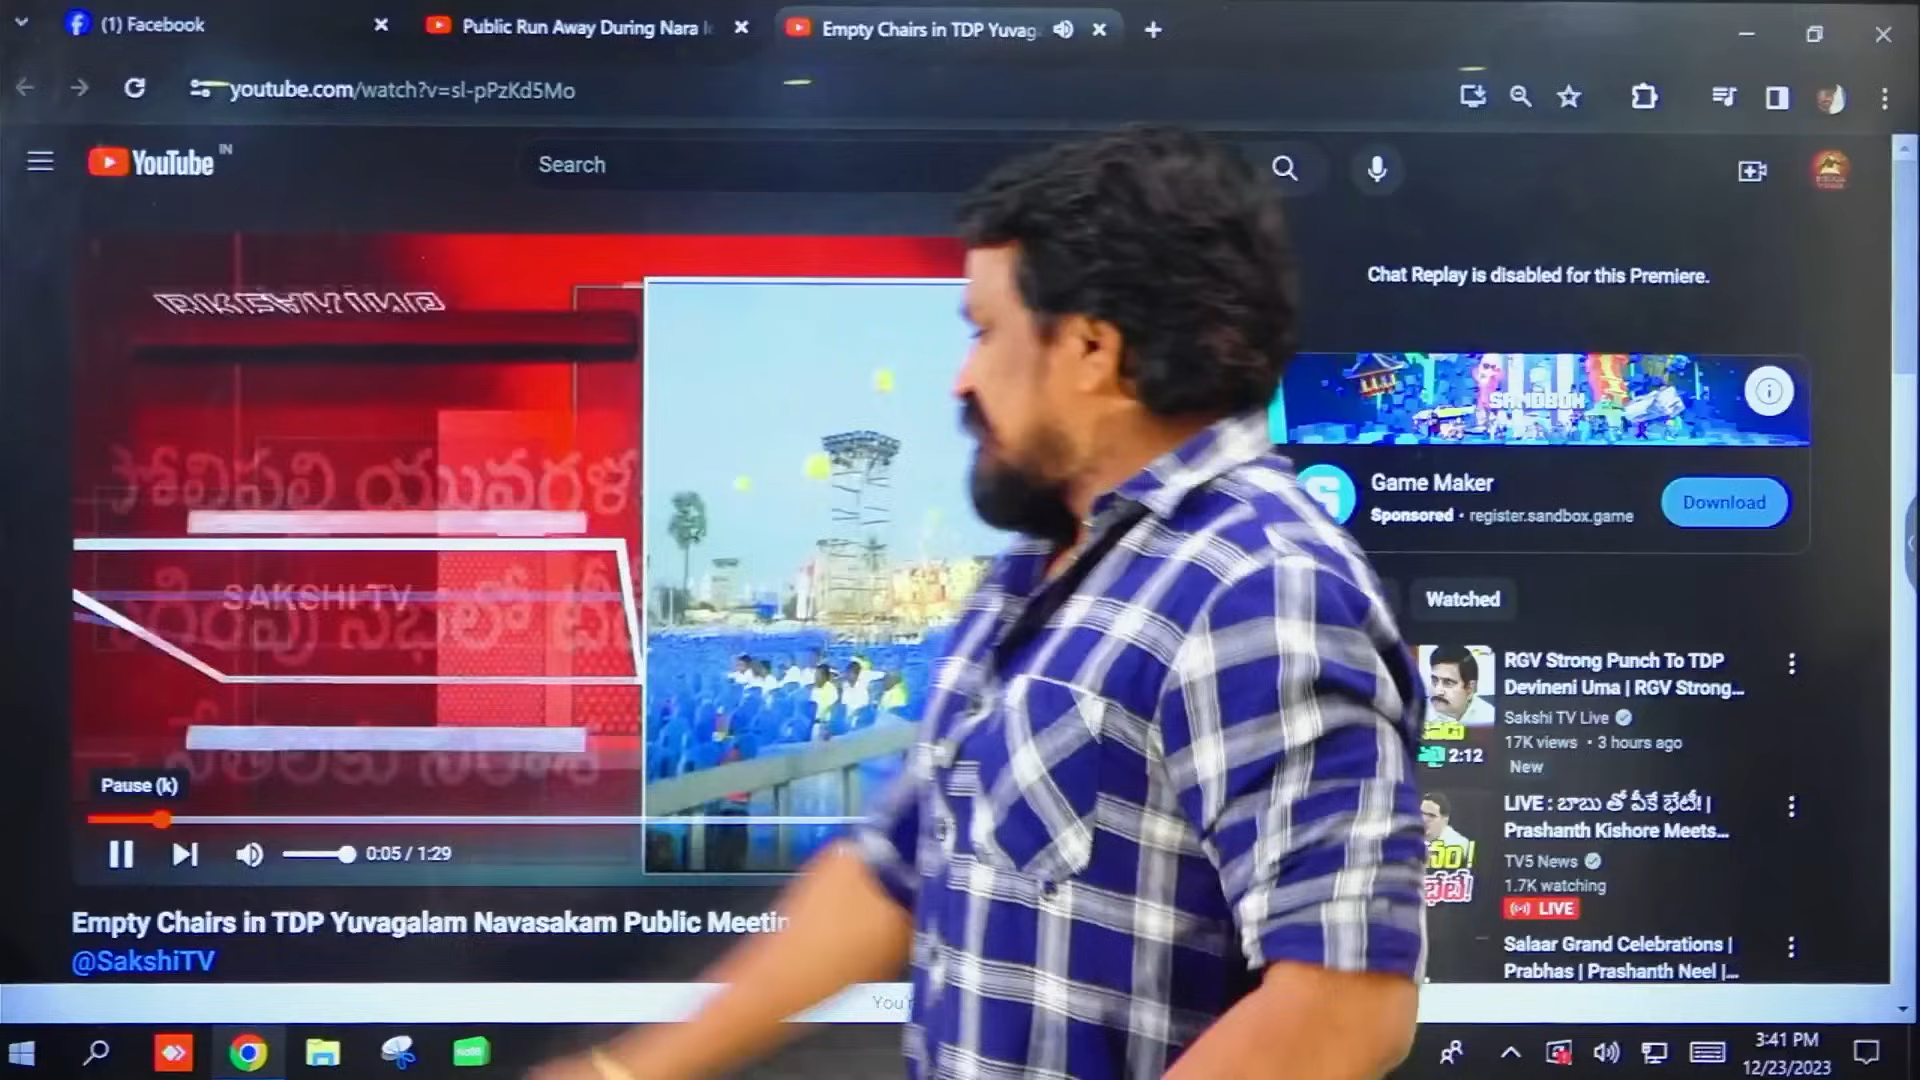 (1) Facebook
Public Run Away During Nara
Empty Chairs in TDP Yuvag
youtube.com/watch?v=sl-pPzKd5Mo
YouTube IN
Search
Chat Replay is disabled for this Premiere.
BREAKING
SANDBOX
Game Maker
Sponsored • register.sandbox.game
Download
SAKSHI TV
Watched
RGV Strong Punch To TDP
Devineni Uma | RGV Strong...
Sakshi TV Live
17K views • 3 hours ago
New
2:12
LIVE : బాబు తో పీకే భేటీ! |
Prashanth Kishore Meets...
TV5 News
1.7K watching
LIVE
భేటీ!
Pause (k)
0:05 / 1:29
Empty Chairs in TDP Yuvagalam Navasakam Public Meetin
@SakshiTV
Salaar Grand Celebrations |
Prabhas | Prashanth Neel |...
3:41 PM
12/23/2023